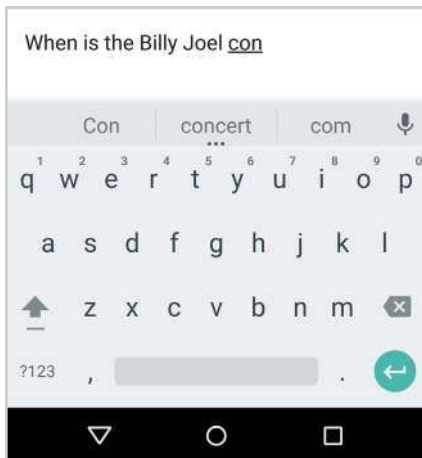 When is the Billy Joel con
Con concert com
1 2 3 4 5 6 7 8 9 0
q w e r t y u i o p
a s d f g h j k l
z x c v b n m
?123 , .